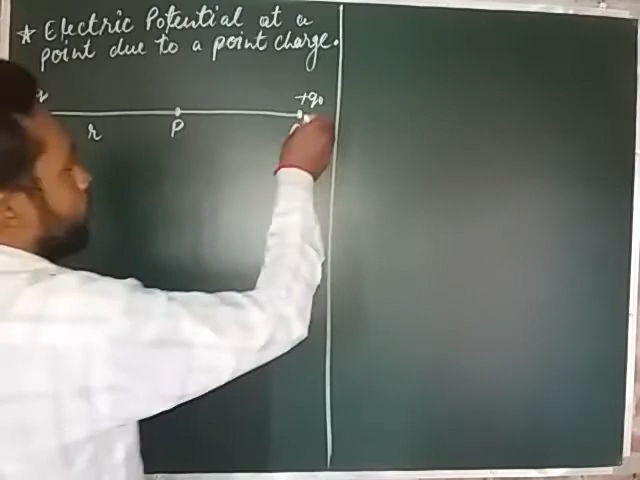 * Electric Potential at a
point due to a point charge.
+q₀
r
P